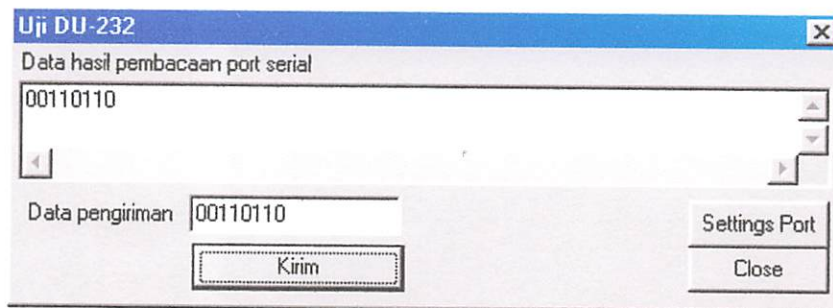 Uji DU-232
Data hasil pembacaan port serial
00110110
Data pengiriman 00110110
Settings Port
Kirim
Close